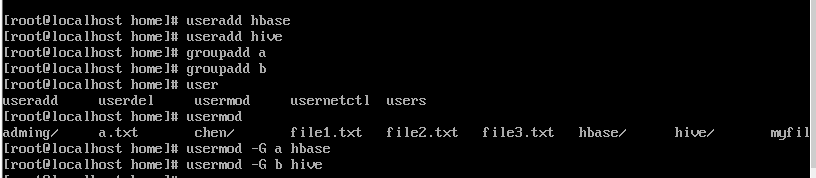 [root@localhost home]# useradd hbase
[root@localhost home]# useradd hive
[root@localhost home]# groupadd a
[root@localhost home]# groupadd b
[root@localhost home]# user
useradd userdel usermod usernetctl users
[root@localhost home]# usermod
adming/ a.txt chen/ file1.txt file2.txt file3.txt hbase/ hive/ myfil
[root@localhost home]# usermod -G a hbase
[root@localhost home]# usermod -G b hive